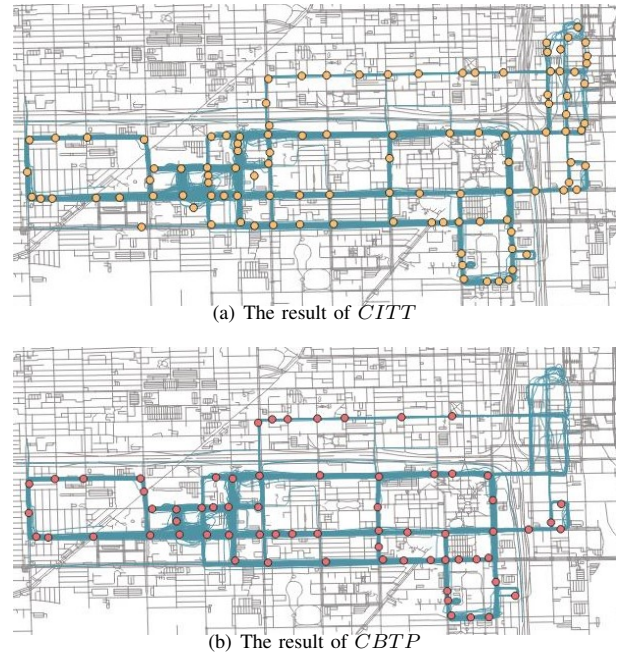 (a) The result of CITT
(b) The result of CBTP